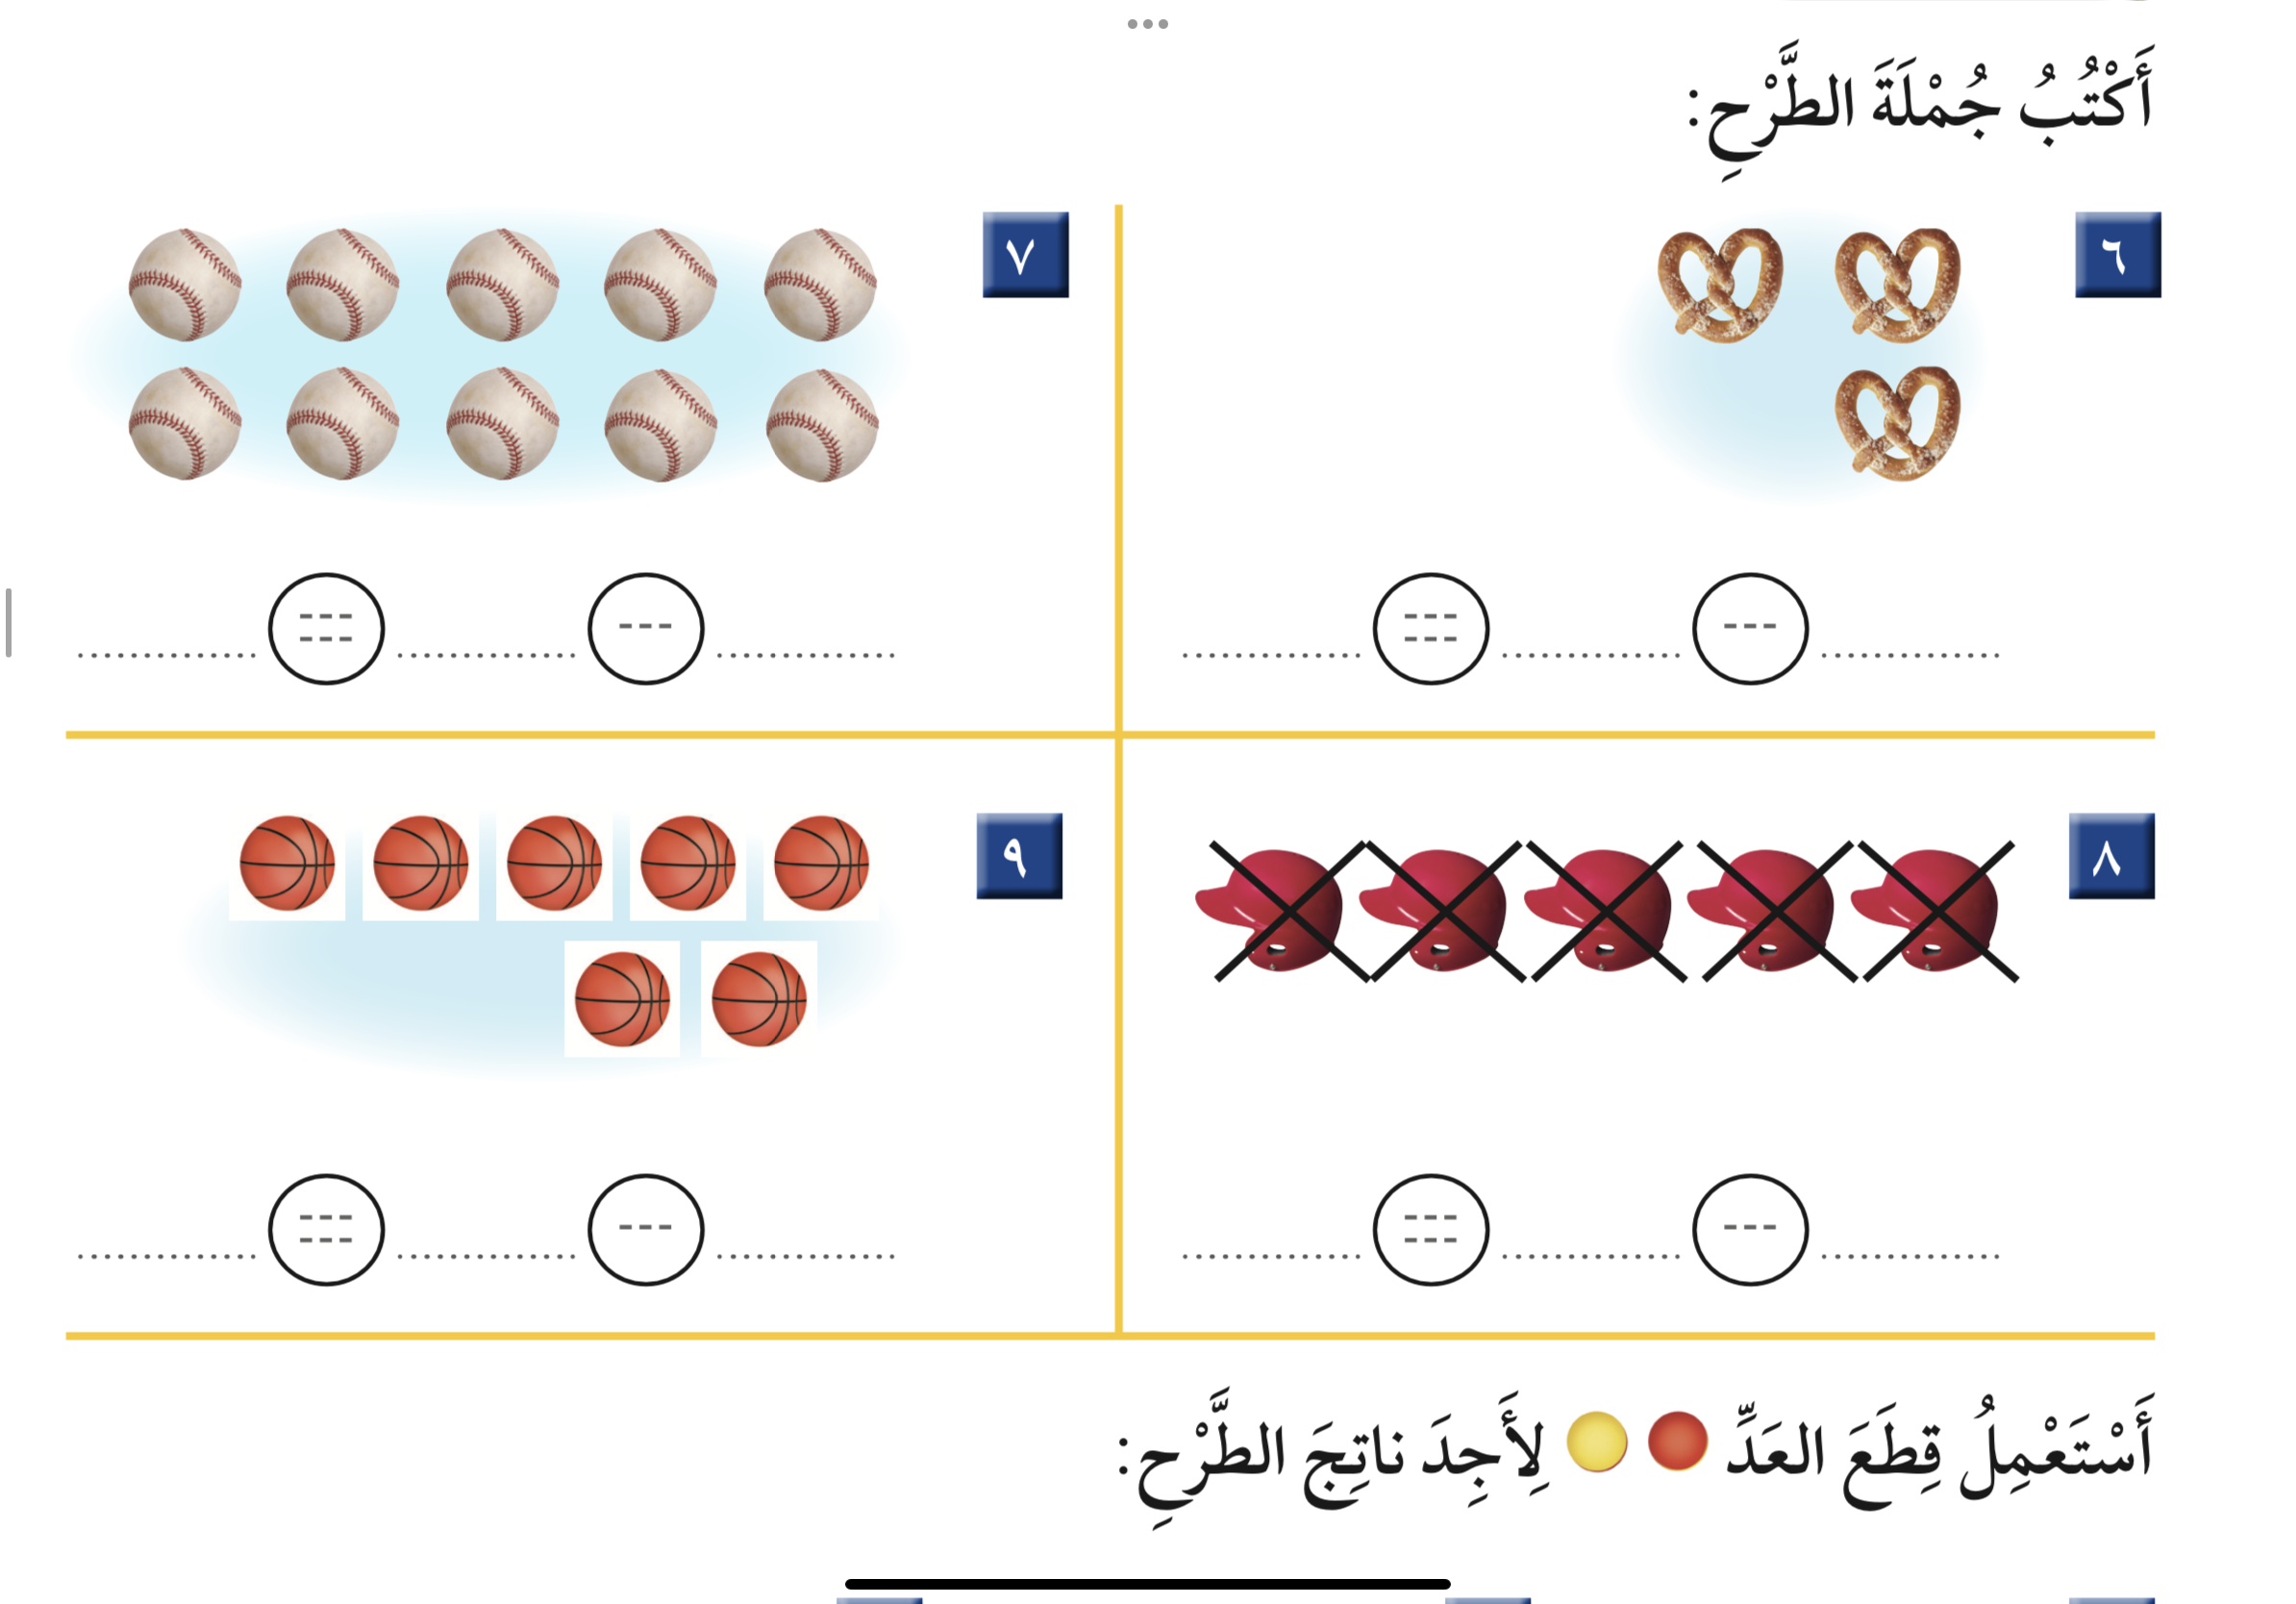 أَكْتُبُ جُمْلَةَ الطَّرْحِ:
٦
٧
............ - ............ = ............
............ - ............ = ............
٨
٩
............ - ............ = ............
............ - ............ = ............
أَسْتَعْمِلُ قِطَعَ العَدِّ لِأَجِدَ ناتِجَ الطَّرْحِ: